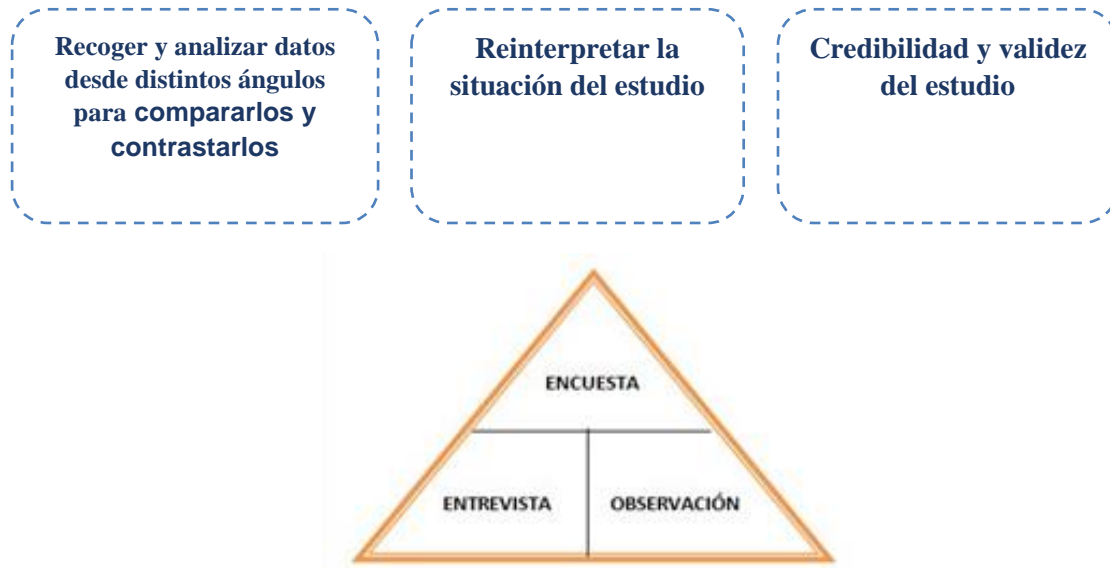 Recoger y analizar datos
desde distintos ángulos
para compararlos y
contrastarlos
Reinterpretar la
situación del estudio
Credibilidad y validez
del estudio
ENCUESTA
ENTREVISTA
OBSERVACIÓN